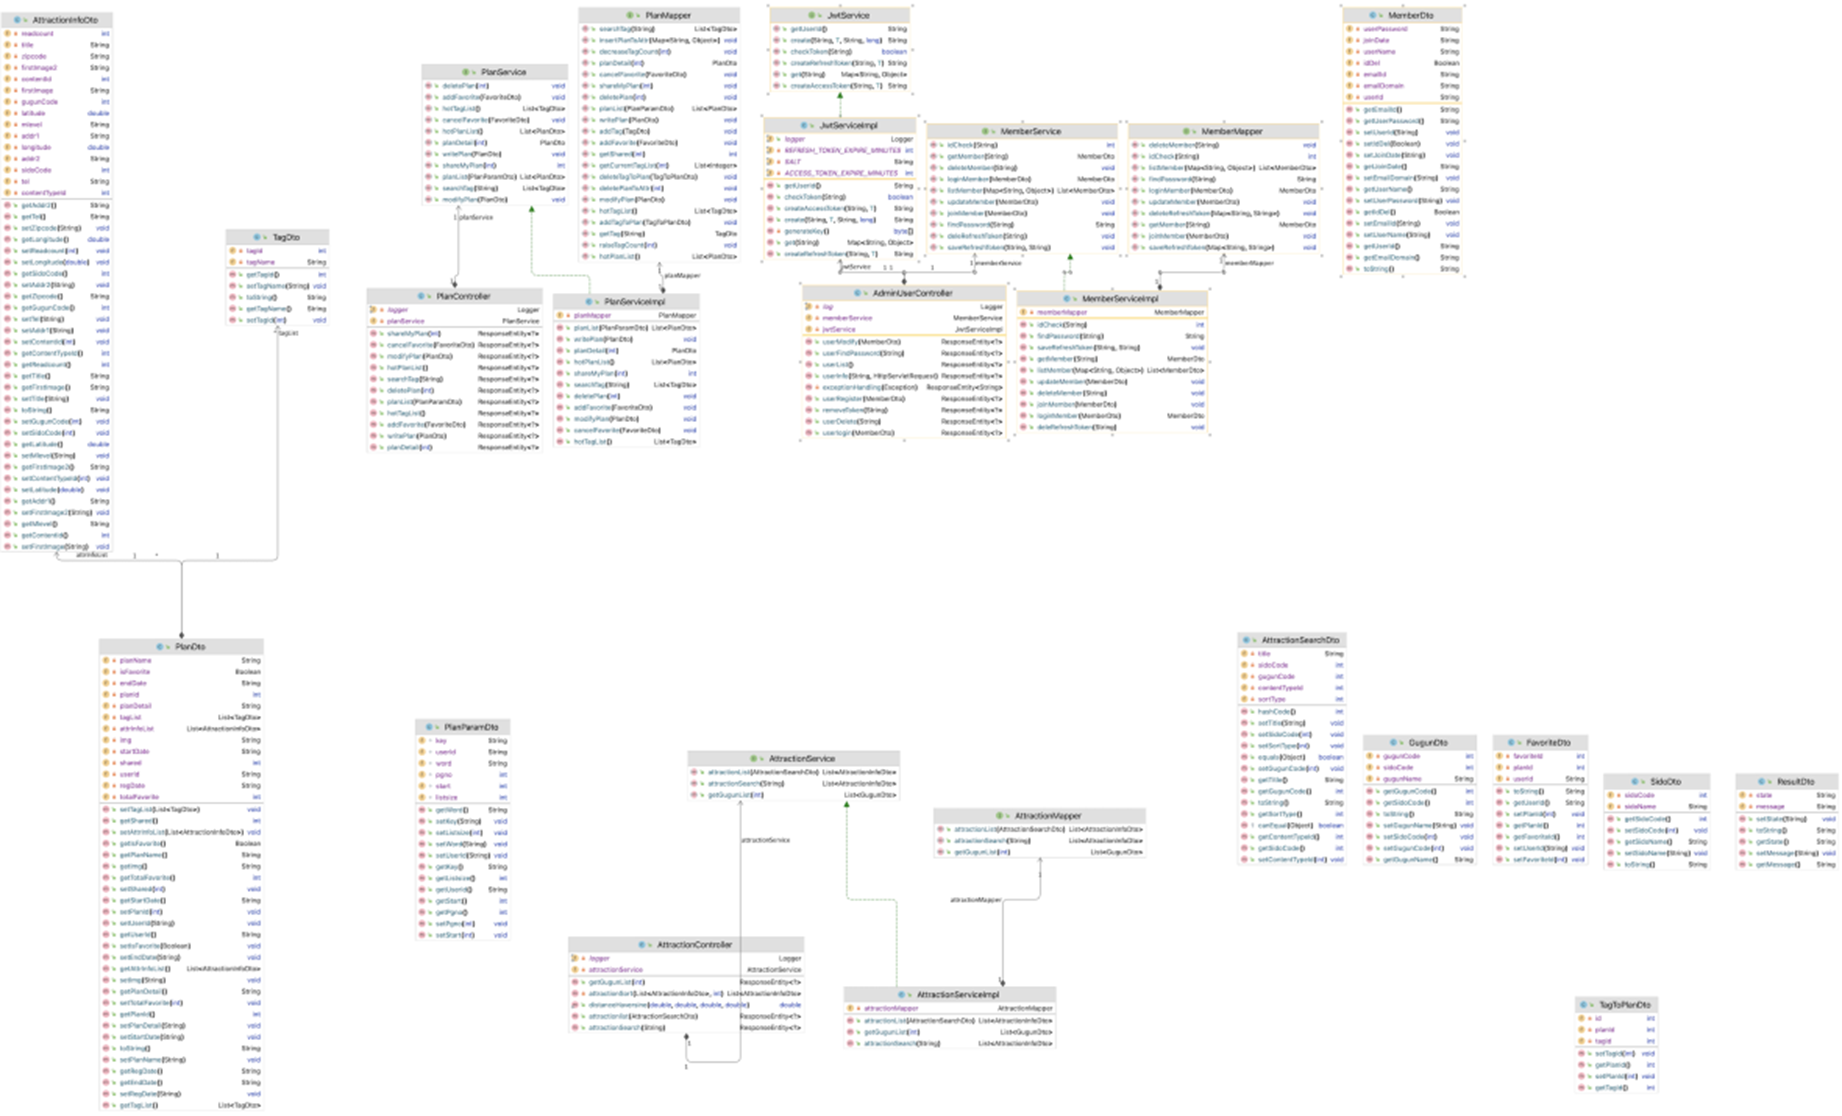 AttractionInfoDto
readcount int
title String
zipcode String
firstImage2 String
contentId int
firstImage String
gugunCode int
latitude double
mlevel String
addr1 String
longitude double
addr2 String
sidoCode int
tel String
contentTypeId int
getAddr2() String
getTel() String
setZipcode(String) void
getLongitude() double
setReadcount(int) void
setLongitude(double) void
getSidoCode() int
setAddr2(String) void
getZipcode() String
getGugunCode() int
setTel(String) void
setAddr1(String) void
setContentId(int) void
getContentTypeId() int
getReadcount() int
getTitle() String
getFirstImage() String
setTitle(String) void
toString() String
setGugunCode(int) void
setSidoCode(int) void
getLatitude() double
setMlevel(String) void
getFirstImage2() String
setContentTypeId(int) void
setLatitude(double) void
getAddr1() String
setFirstImage2(String) void
getMlevel() String
getContentId() int
setFirstImage(String) void
attrInfoList 1 * 1
TagDto
tagId int
tagName String
getTagId() int
setTagName(String) void
toString() String
getTagName() String
setTagId(int) void
tagList
PlanService
deletePlan(int) void
addFavorite(FavoriteDto) void
hotTagList() List<TagDto>
cancelFavorite(FavoriteDto) void
hotPlanList() List<PlanDto>
planDetail(int) PlanDto
writePlan(PlanDto) void
shareMyPlan(int) int
planList(PlanParamDto) List<PlanDto>
searchTag(String) List<TagDto>
modifyPlan(PlanDto) void
1 planService
1
PlanMapper
searchTag(String) List<TagDto>
insertPlanToAttr(Map<String, Object>) void
decreaseTagCount(int) void
planDetail(int) PlanDto
cancelFavorite(FavoriteDto) void
shareMyPlan(int) void
deletePlan(int) void
planList(PlanParamDto) List<PlanDto>
writePlan(PlanDto) void
addTag(TagDto) void
addFavorite(FavoriteDto) void
getShared(int) int
getCurrentTagList(int) List<Integer>
deleteTagToPlan(TagToPlanDto) void
deletePlanToAttr(int) void
modifyPlan(PlanDto) void
hotTagList() List<TagDto>
addTagToPlan(TagToPlanDto) void
getTag(String) TagDto
raiseTagCount(int) void
hotPlanList() List<PlanDto>
1 planMapper
1
PlanController
logger Logger
planService PlanService
shareMyPlan(int) ResponseEntity<?>
cancelFavorite(FavoriteDto) ResponseEntity<?>
modifyPlan(PlanDto) ResponseEntity<?>
hotPlanList() ResponseEntity<?>
searchTag(String) ResponseEntity<?>
deletePlan(int) ResponseEntity<?>
planList(PlanParamDto) ResponseEntity<?>
hotTagList() ResponseEntity<?>
addFavorite(FavoriteDto) ResponseEntity<?>
writePlan(PlanDto) ResponseEntity<?>
planDetail(int) ResponseEntity<?>
PlanServiceImpl
planMapper PlanMapper
planList(PlanParamDto) List<PlanDto>
writePlan(PlanDto) void
planDetail(int) PlanDto
hotPlanList() List<PlanDto>
shareMyPlan(int) int
searchTag(String) List<TagDto>
deletePlan(int) void
addFavorite(FavoriteDto) void
modifyPlan(PlanDto) void
cancelFavorite(FavoriteDto) void
hotTagList() List<TagDto>
JwtService
getUserId() String
create(String, T, String, long) String
checkToken(String) boolean
createRefreshToken(String, T) String
get(String) Map<String, Object>
createAccessToken(String, T) String
JwtServiceImpl
logger Logger
REFRESH_TOKEN_EXPIRE_MINUTES int
SALT String
ACCESS_TOKEN_EXPIRE_MINUTES int
getUserId() String
checkToken(String) boolean
createAccessToken(String, T) String
create(String, T, String, long) String
generateKey() byte[]
get(String) Map<String, Object>
createRefreshToken(String, T) String
jwtService 1 1 1 memberService
MemberService
idCheck(String) int
getMember(String) MemberDto
deleteMember(String) void
loginMember(MemberDto) MemberDto
listMember(Map<String, Object>) List<MemberDto>
updateMember(MemberDto) void
joinMember(MemberDto) void
findPassword(String) String
deleRefreshToken(String) void
saveRefreshToken(String, String) void
MemberMapper
deleteMember(String) void
idCheck(String) int
listMember(Map<String, Object>) List<MemberDto>
findPassword(String) String
loginMember(MemberDto) MemberDto
joinMember(MemberDto) void
deleteRefreshToken(Map<String, String>) void
getMember(String) MemberDto
updateMember(MemberDto) void
saveRefreshToken(Map<String, String>) void
1 memberMapper
1
AdminUserController
log Logger
memberService MemberService
jwtService JwtServiceImpl
userModify(MemberDto) ResponseEntity<?>
userFindPassword(String) ResponseEntity<?>
userList() ResponseEntity<?>
userInfo(String, HttpServletRequest) ResponseEntity<?>
exceptionHandling(Exception) ResponseEntity<String>
userRegister(MemberDto) ResponseEntity<?>
removeToken(String) ResponseEntity<?>
userDelete(String) ResponseEntity<?>
userlogin(MemberDto) ResponseEntity<?>
MemberServiceImpl
memberMapper MemberMapper
idCheck(String) int
findPassword(String) String
saveRefreshToken(String, String) void
getMember(String) MemberDto
listMember(Map<String, Object>) List<MemberDto>
updateMember(MemberDto) void
deleteMember(String) void
joinMember(MemberDto) void
loginMember(MemberDto) MemberDto
deleRefreshToken(String) void
MemberDto
userPassword String
joinDate String
userName String
idDel Boolean
emailId String
emailDomain String
userId String
getEmailId() String
getUserPassword() String
setUserId(String) void
setIdDel(Boolean) void
setJoinDate(String) void
getJoinDate() String
setEmailDomain(String) void
getUserName() String
setUserPassword(String) void
getIdDel() Boolean
setEmailId(String) void
setUserName(String) void
getUserId() String
getEmailDomain() String
toString() String
PlanDto
planName String
isFavorite Boolean
endDate String
planId int
planDetail String
tagList List<TagDto>
attrInfoList List<AttractionInfoDto>
img String
startDate String
shared int
userId String
regDate String
totalFavorite int
setTagList(List<TagDto>) void
getShared() int
setAttrInfoList(List<AttractionInfoDto>) void
getIsFavorite() Boolean
getPlanName() String
getImg() String
getTotalFavorite() int
setShared(int) void
getStartDate() String
setPlanId(int) void
setUserId(String) void
getUserId() String
setIsFavorite(Boolean) void
setEndDate(String) void
getAttrInfoList() List<AttractionInfoDto>
setImg(String) void
getPlanDetail() String
setTotalFavorite(int) void
getPlanId() int
setPlanDetail(String) void
setStartDate(String) void
toString() String
setPlanName(String) void
getRegDate() String
getEndDate() String
setRegDate(String) void
getTagList() List<TagDto>
PlanParamDto
key String
userId String
word String
pgno int
start int
listsize int
getWord() String
setKey(String) void
setListsize(int) void
setWord(String) void
setUserId(String) void
getKey() String
getListsize() int
getUserId() String
getStart() int
getPgno() int
setPgno(int) void
setStart(int) void
AttractionService
attractionList(AttractionSearchDto) List<AttractionInfoDto>
attractionSearch(String) List<AttractionInfoDto>
getGugunList(int) List<GugunDto>
attractionService
AttractionMapper
attractionList(AttractionSearchDto) List<AttractionInfoDto>
attractionSearch(String) List<AttractionInfoDto>
getGugunList(int) List<GugunDto>
1
attractionMapper
1
AttractionController
logger Logger
attractionService AttractionService
getGugunList(int) ResponseEntity<?>
attractionSort(List<AttractionInfoDto>, int) List<AttractionInfoDto>
distanceHaversine(double, double, double, double) double
attractionlist(AttractionSearchDto) ResponseEntity<?>
attractionSearch(String) ResponseEntity<?>
1
1
AttractionServiceImpl
attractionMapper AttractionMapper
attractionList(AttractionSearchDto) List<AttractionInfoDto>
getGugunList(int) List<GugunDto>
attractionSearch(String) List<AttractionInfoDto>
AttractionSearchDto
title String
sidoCode int
gugunCode int
contentTypeId int
sortType int
hashCode() int
setTitle(String) void
setSidoCode(int) void
setSortType(int) void
equals(Object) boolean
setGugunCode(int) void
getTitle() String
getGugunCode() int
toString() String
getSortType() int
canEqual(Object) boolean
getContentTypeId() int
getSidoCode() int
setContentTypeId(int) void
GugunDto
gugunCode int
sidoCode int
gugunName String
getGugunCode() int
getSidoCode() int
toString() String
setGugunName(String) void
setSidoCode(int) void
setGugunCode(int) void
getGugunName() String
FavoriteDto
favoriteId int
planId int
userId String
toString() String
getUserId() String
setPlanId(int) void
getPlanId() int
getFavoriteId() int
setUserId(String) void
setFavoriteId(int) void
SidoDto
sidoCode int
sidoName String
getSidoCode() int
setSidoCode(int) void
getSidoName() String
setSidoName(String) void
toString() String
ResultDto
state String
message String
setState(String) void
toString() String
getState() String
setMessage(String) void
getMessage() String
TagToPlanDto
id int
planId int
tagId int
setTagId(int) void
getPlanId() int
setPlanId(int) void
getTagId() int